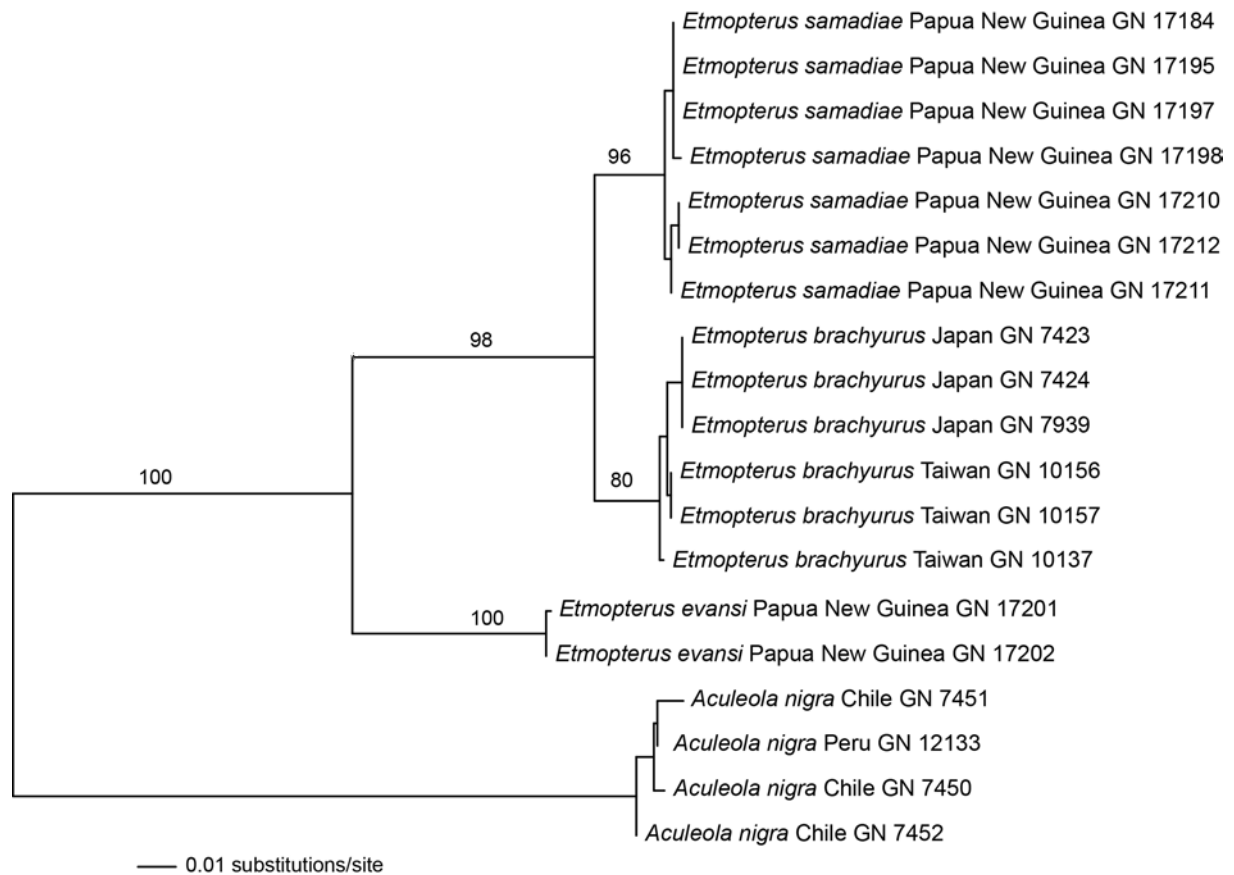 Etmopterus samadiae Papua New Guinea GN 17184
Etmopterus samadiae Papua New Guinea GN 17195
Etmopterus samadiae Papua New Guinea GN 17197
96
Etmopterus samadiae Papua New Guinea GN 17198
Etmopterus samadiae Papua New Guinea GN 17210
Etmopterus samadiae Papua New Guinea GN 17212
Etmopterus samadiae Papua New Guinea GN 17211
98
Etmopterus brachyurus Japan GN 7423
Etmopterus brachyurus Japan GN 7424
Etmopterus brachyurus Japan GN 7939
100
80
Etmopterus brachyurus Taiwan GN 10156
Etmopterus brachyurus Taiwan GN 10157
Etmopterus brachyurus Taiwan GN 10137
100
Etmopterus evansi Papua New Guinea GN 17201
Etmopterus evansi Papua New Guinea GN 17202
Aculeola nigra Chile GN 7451
Aculeola nigra Peru GN 12133
Aculeola nigra Chile GN 7450
Aculeola nigra Chile GN 7452
0.01 substitutions/site